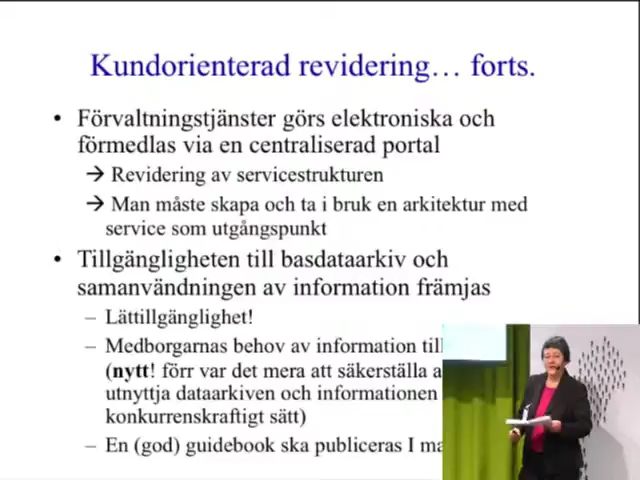 Kundorienterad revidering… forts.
• Förvaltningstjänster görs elektroniska och
förmedlas via en centraliserad portal
→ Revidering av servicestrukturen
→ Man måste skapa och ta i bruk en arkitektur med
service som utgångspunkt
• Tillgängligheten till basdataarkiv och
samanvändningen av information främjas
– Lättillgänglighet!
– Medborgarnas behov av information
(nytt! förr var det mera att säkerställa
utnyttja dataarkiven och informationen
konkurrenskraftigt sätt)
– En (god) guidebook ska publiceras I